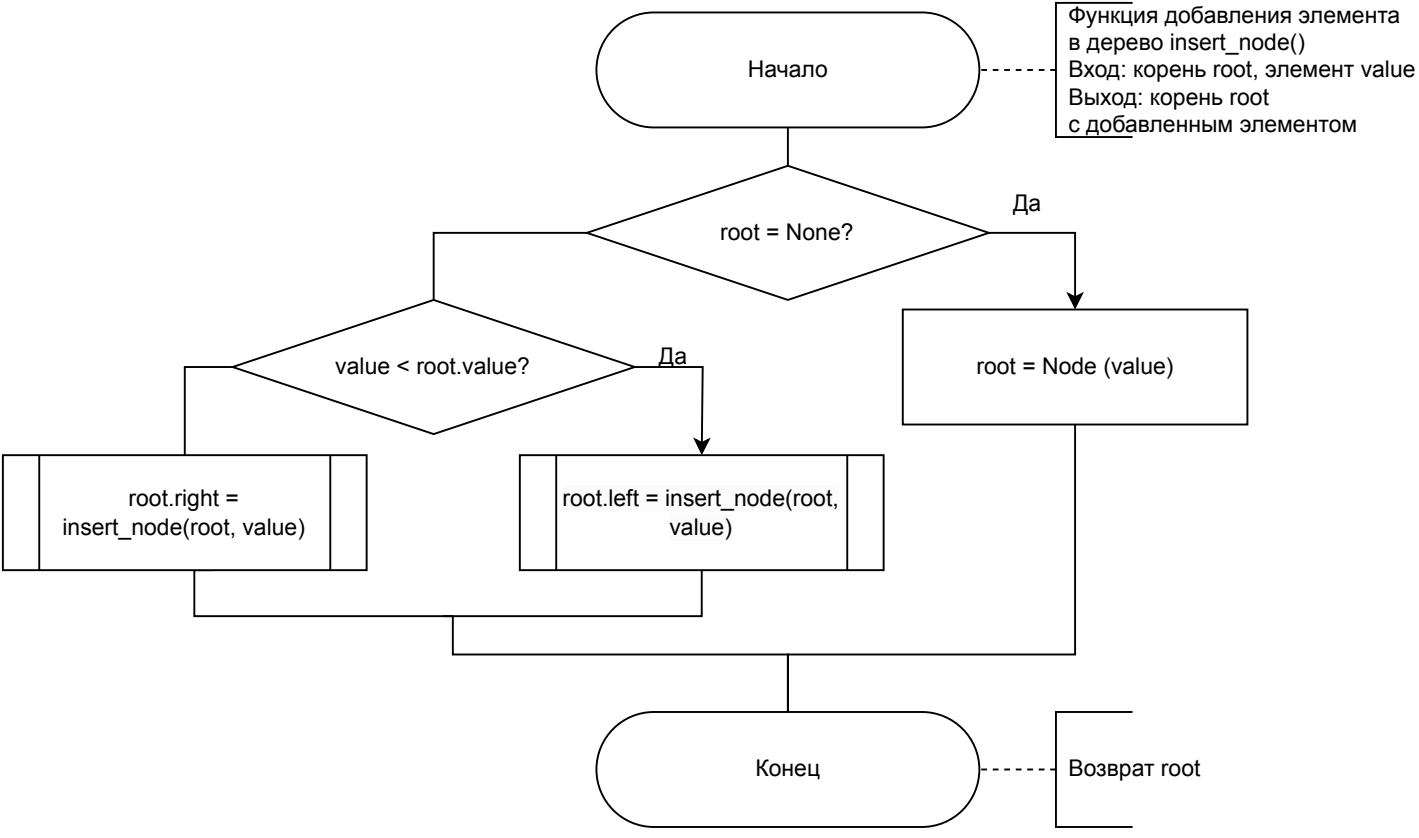 Начало
Функция добавления элемента
в дерево insert_node()
Вход: корень root, элемент value
Выход: корень root
с добавленным элементом
root = None?
Да
value < root.value?
Да
root = Node (value)
root.right =
insert_node(root, value)
root.left = insert_node(root,
value)
Конец
Возврат root